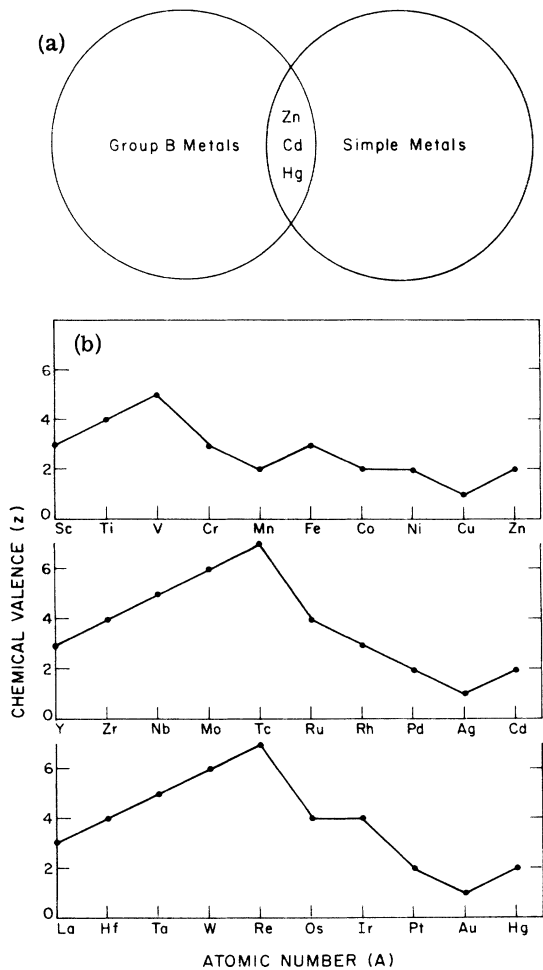 (a)
Zn
Group B Metals Cd Simple Metals
Hg
(b)
6
4
2
0
Sc Ti V Cr Mn Fe Co Ni Cu Zn
CHEMICAL VALENCE (z)
6
4
2
0
Y Zr Nb Mo Tc Ru Rh Pd Ag Cd
6
4
2
0
La Hf Ta W Re Os Ir Pt Au Hg
ATOMIC NUMBER (A)